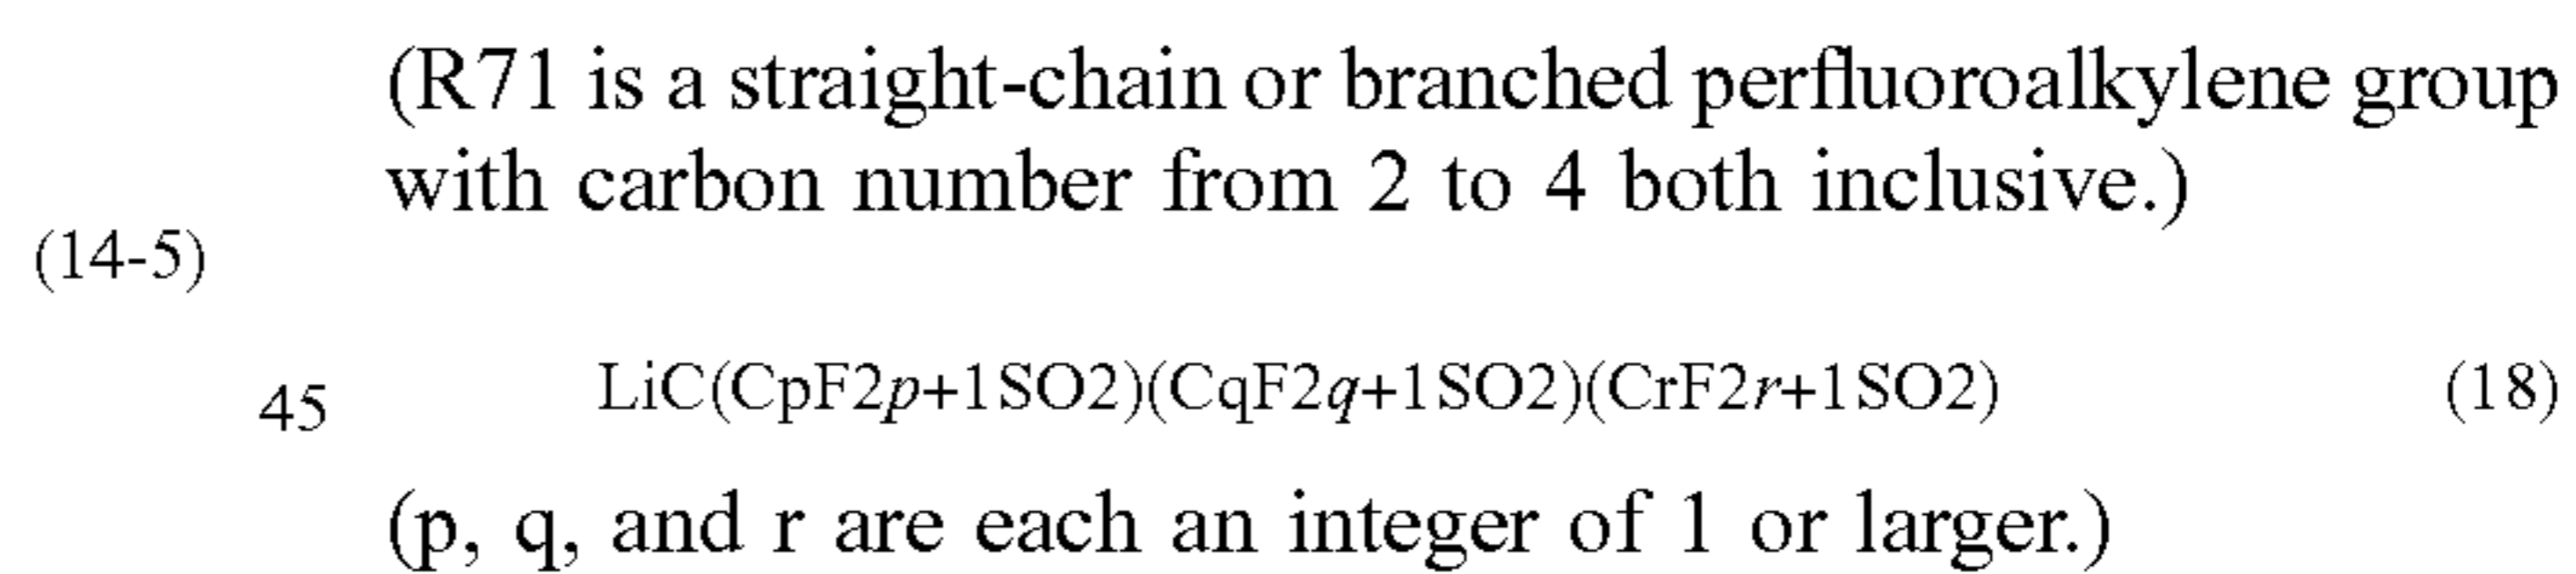 (R71 is a straight-chain or branched perfluoroalkylene group
with carbon number from 2 to 4 both inclusive.)
(14-5)
45 LiC(CpF2p+1SO2)(CqF2q+1SO2)(CrF2r+1SO2) (18)
(p, q, and r are each an integer of 1 or larger.)